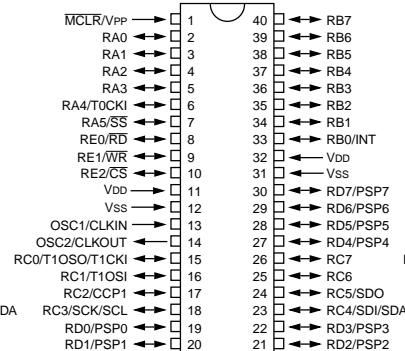 MCLR/VPP 1 40 RB7
RA0 2 39 RB6
RA1 3 38 RB5
RA2 4 37 RB4
RA3 5 36 RB3
RA4/T0CKI 6 35 RB2
RA5/SS 7 34 RB1
RE0/RD 8 33 RB0/INT
RE1/WR 9 32 VDD
RE2/CS 10 31 VSS
VDD 11 30 RD7/PSP7
VSS 12 29 RD6/PSP6
OSC1/CLKIN 13 28 RD5/PSP5
OSC2/CLKOUT 14 27 RD4/PSP4
RC0/T1OSO/T1CKI 15 26 RC7
RC1/T1OSI 16 25 RC6
RC2/CCP1 17 24 RC5/SDO
DA RC3/SCK/SCL 18 23 RC4/SDI/SDA
RD0/PSP0 19 22 RD3/PSP3
RD1/PSP1 20 21 RD2/PSP2